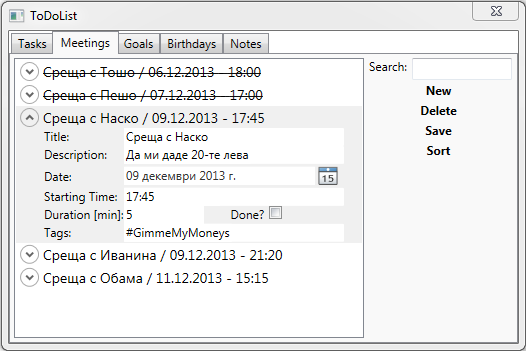 ToDoList
Tasks Meetings Goals Birthdays Notes
Среща с Тошо / 06.12.2013 - 18:00
Среща с Пешо / 07.12.2013 - 17:00
Среща с Наско / 09.12.2013 - 17:45
Title: Среща с Наско
Description: Да ми даде 20-те лева
Date: 09 декември 2013 г. 15
Starting Time: 17:45
Duration [min]: 5 Done?
Tags: #GimmeMyMoneys
Среща с Иванина / 09.12.2013 - 21:20
Среща с Обама / 11.12.2013 - 15:15
Search:
New
Delete
Save
Sort